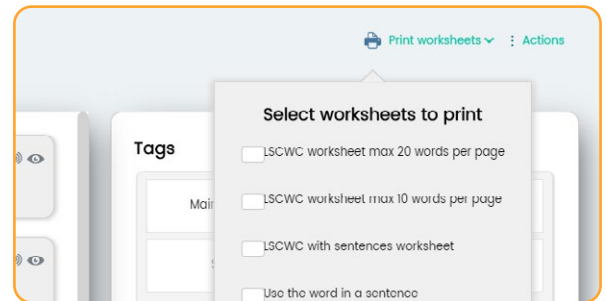 Print worksheets
Actions
Select worksheets to print
Tags
LSCWC worksheet max 20 words per page
LSCWC worksheet max 10 words per page
LSCWC with sentences worksheet
Use the word in a sentence